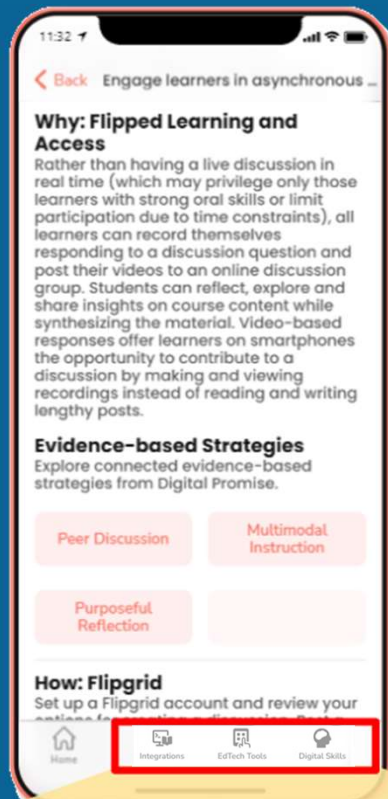 11:32
Back Engage learners in asynchronous ...
Why: Flipped Learning and
Access
Rather than having a live discussion in
real time (which may privilege only those
learners with strong oral skills or limit
participation due to time constraints), all
learners can record themselves
responding to a discussion question and
post their videos to an online discussion
group. Students can reflect, explore and
share insights on course content while
synthesizing the material. Video-based
responses offer learners on smartphones
the opportunity to contribute to a
discussion by making and viewing
recordings instead of reading and writing
lengthy posts.
Evidence-based Strategies
Explore connected evidence-based
strategies from Digital Promise.
Peer Discussion
Multimodal
Instruction
Purposeful
Reflection
How: Flipgrid
Set up a Flipgrid account and review your
Home
Integrations
EdTech Tools
Digital Skills